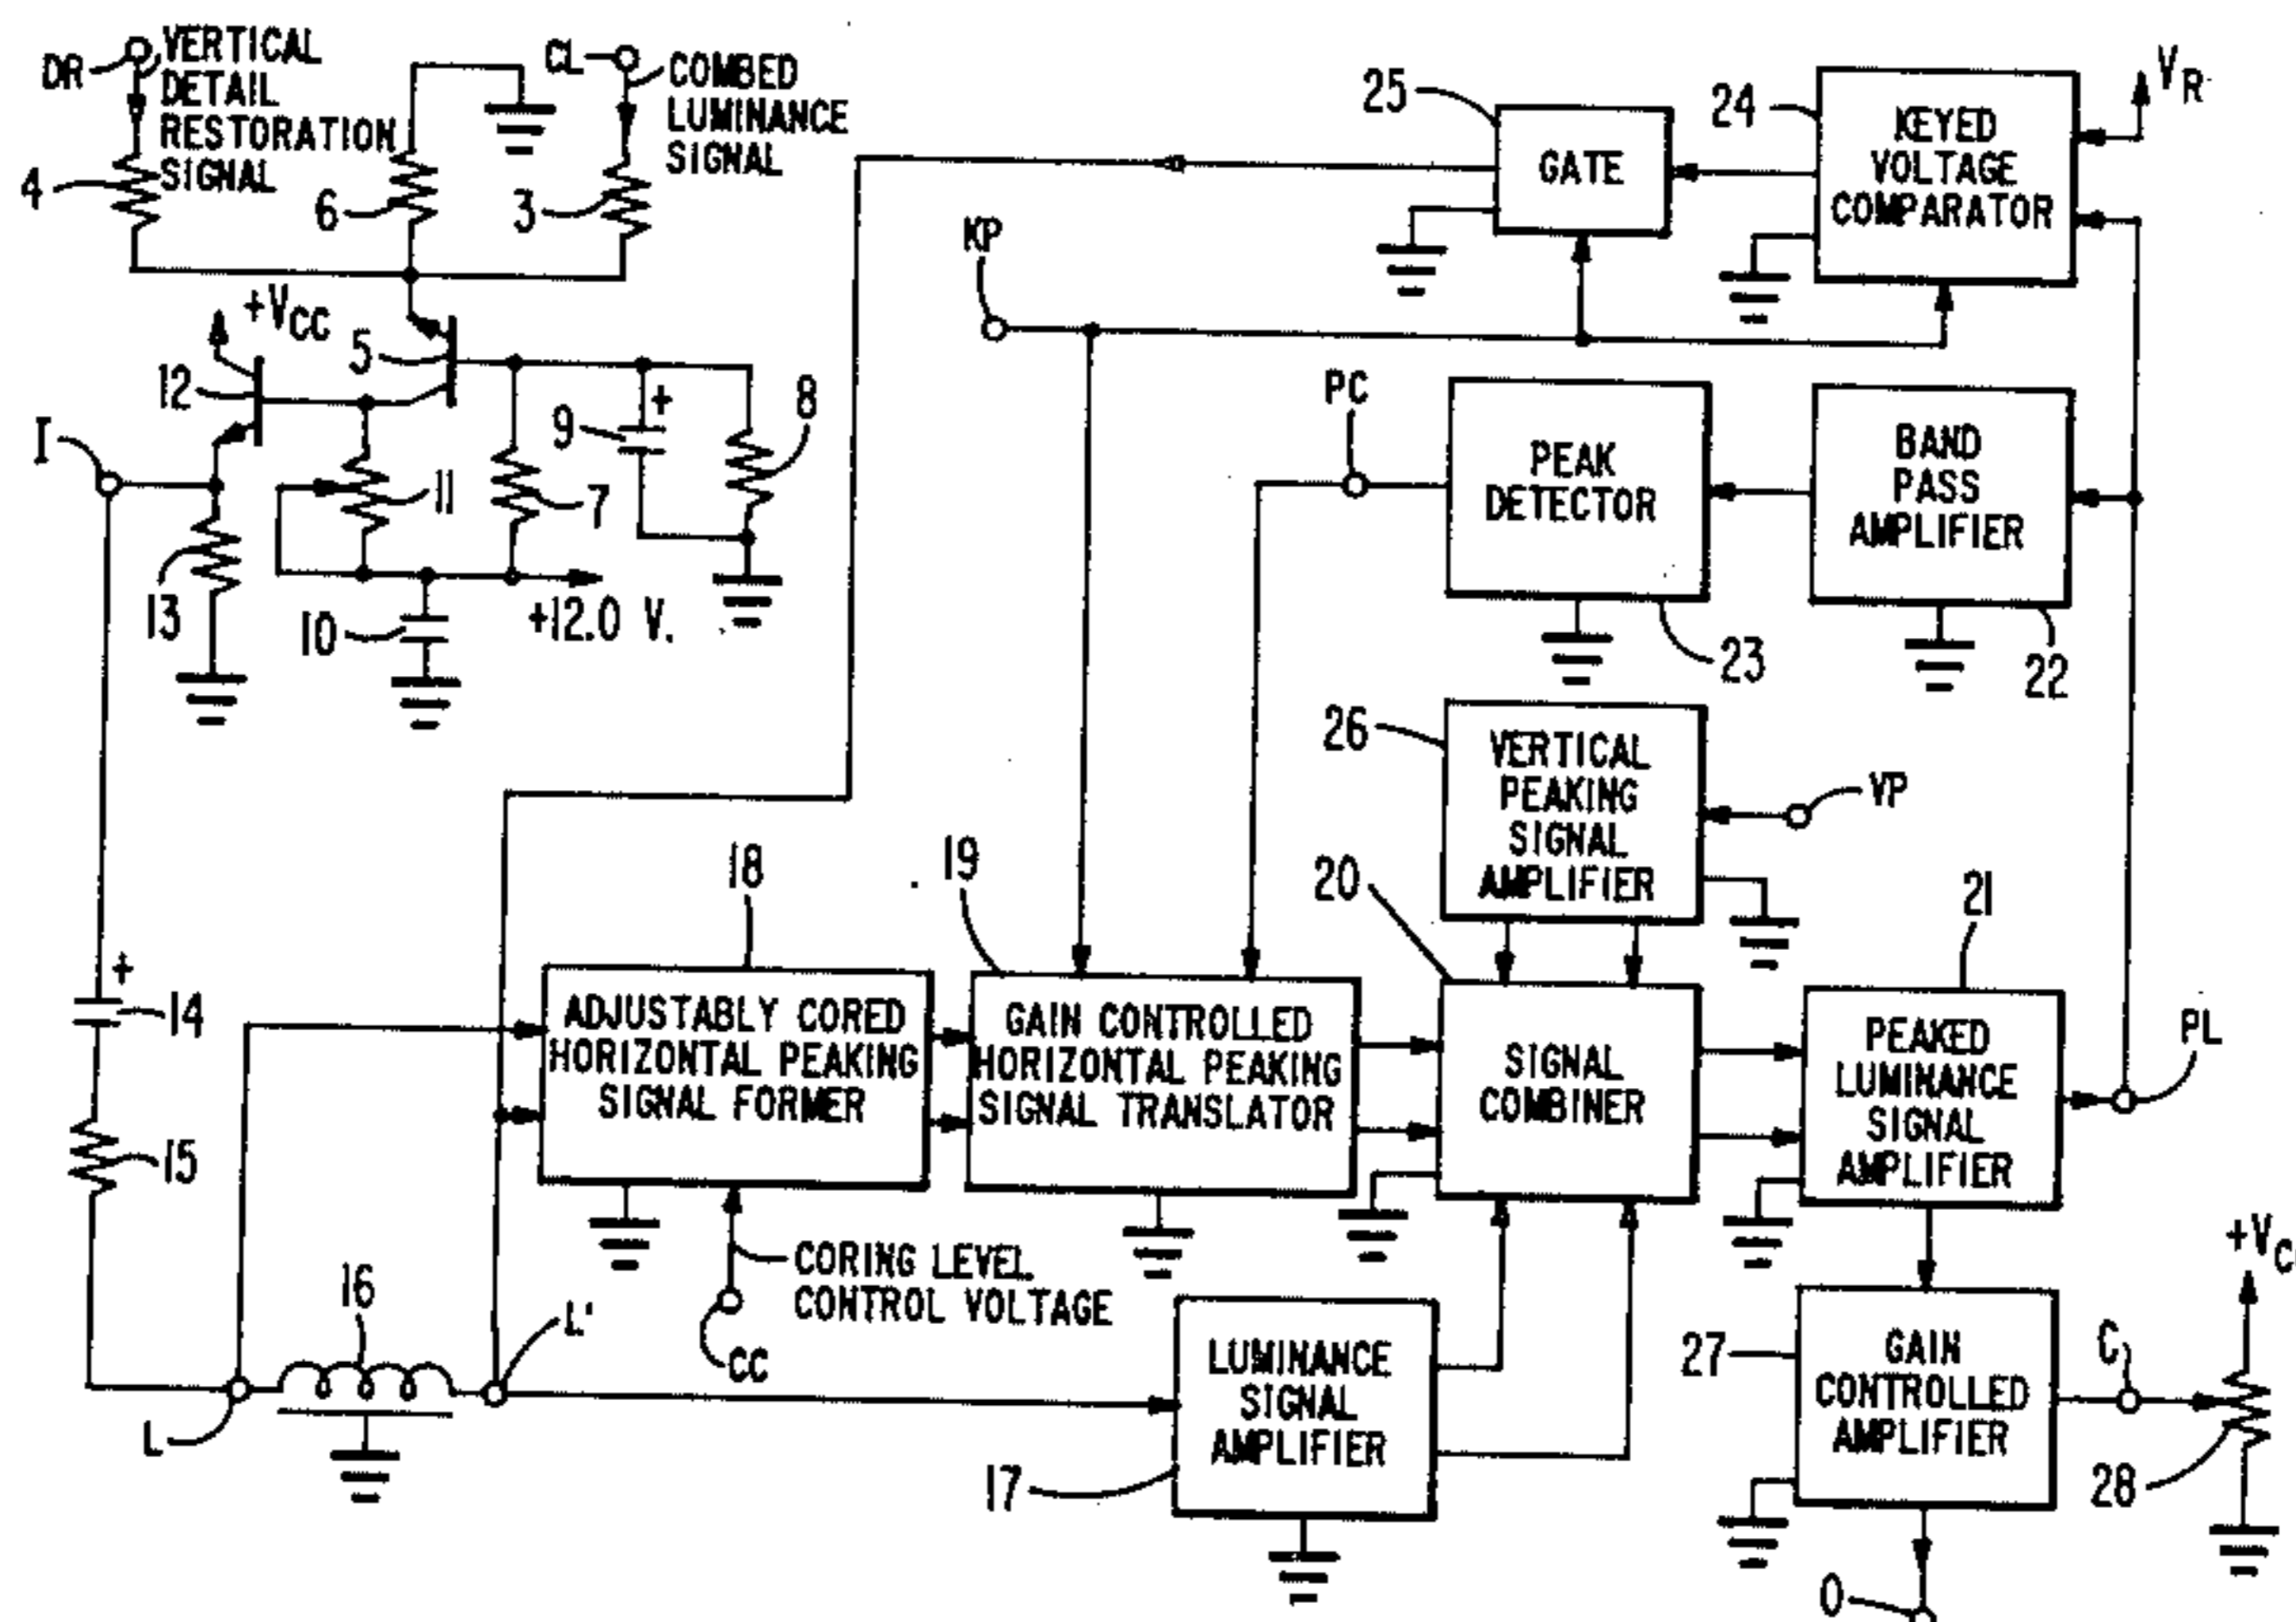 DR
VERTICAL
DETAIL
RESTORATION
SIGNAL
CL
COMBED
LUMINANCE
SIGNAL
4
6
3
25
GATE
24
KEYED
VOLTAGE
COMPARATOR
VR
KP
+VCC
5
12
I
11
7
9
+
8
13
10
+12.0 V.
PC
PEAK
DETECTOR
23
BAND
PASS
AMPLIFIER
22
26
VERTICAL
PEAKING
SIGNAL
AMPLIFIER
VP
18
19
20
21
+
14
15
ADJUSTABLY CORED
HORIZONTAL PEAKING
SIGNAL FORMER
GAIN CONTROLLED
HORIZONTAL PEAKING
SIGNAL TRANSLATOR
SIGNAL
COMBINER
PEAKED
LUMINANCE
SIGNAL
AMPLIFIER
PL
16
L
L'
CORING LEVEL
CONTROL VOLTAGE
CC
LUMINANCE
SIGNAL
AMPLIFIER
17
27
GAIN
CONTROLLED
AMPLIFIER
C
+VC
28
O